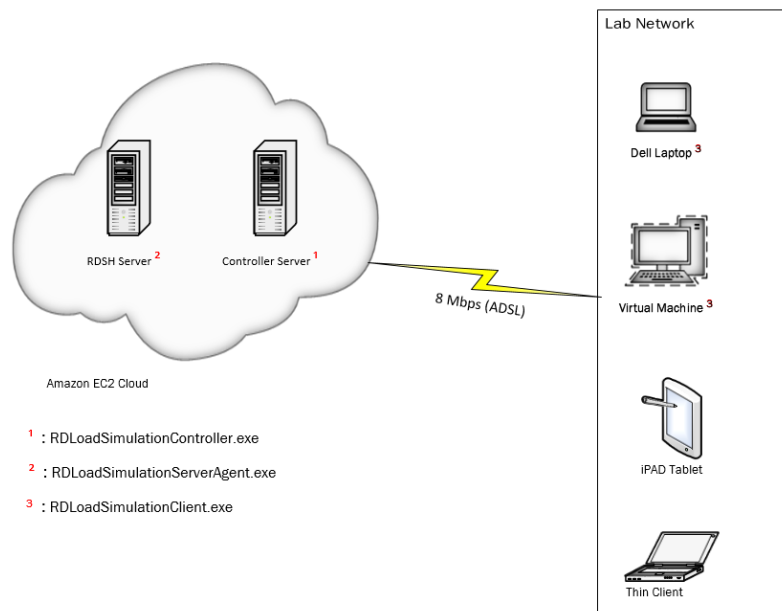 Lab Network
Dell Laptop 3
RDSH Server 2
Controller Server 1
8 Mbps (ADSL)
Virtual Machine 3
Amazon EC2 Cloud
1 : RDLoadSimulationController.exe
2 : RDLoadSimulationServerAgent.exe
3 : RDLoadSimulationClient.exe
iPAD Tablet
Thin Client